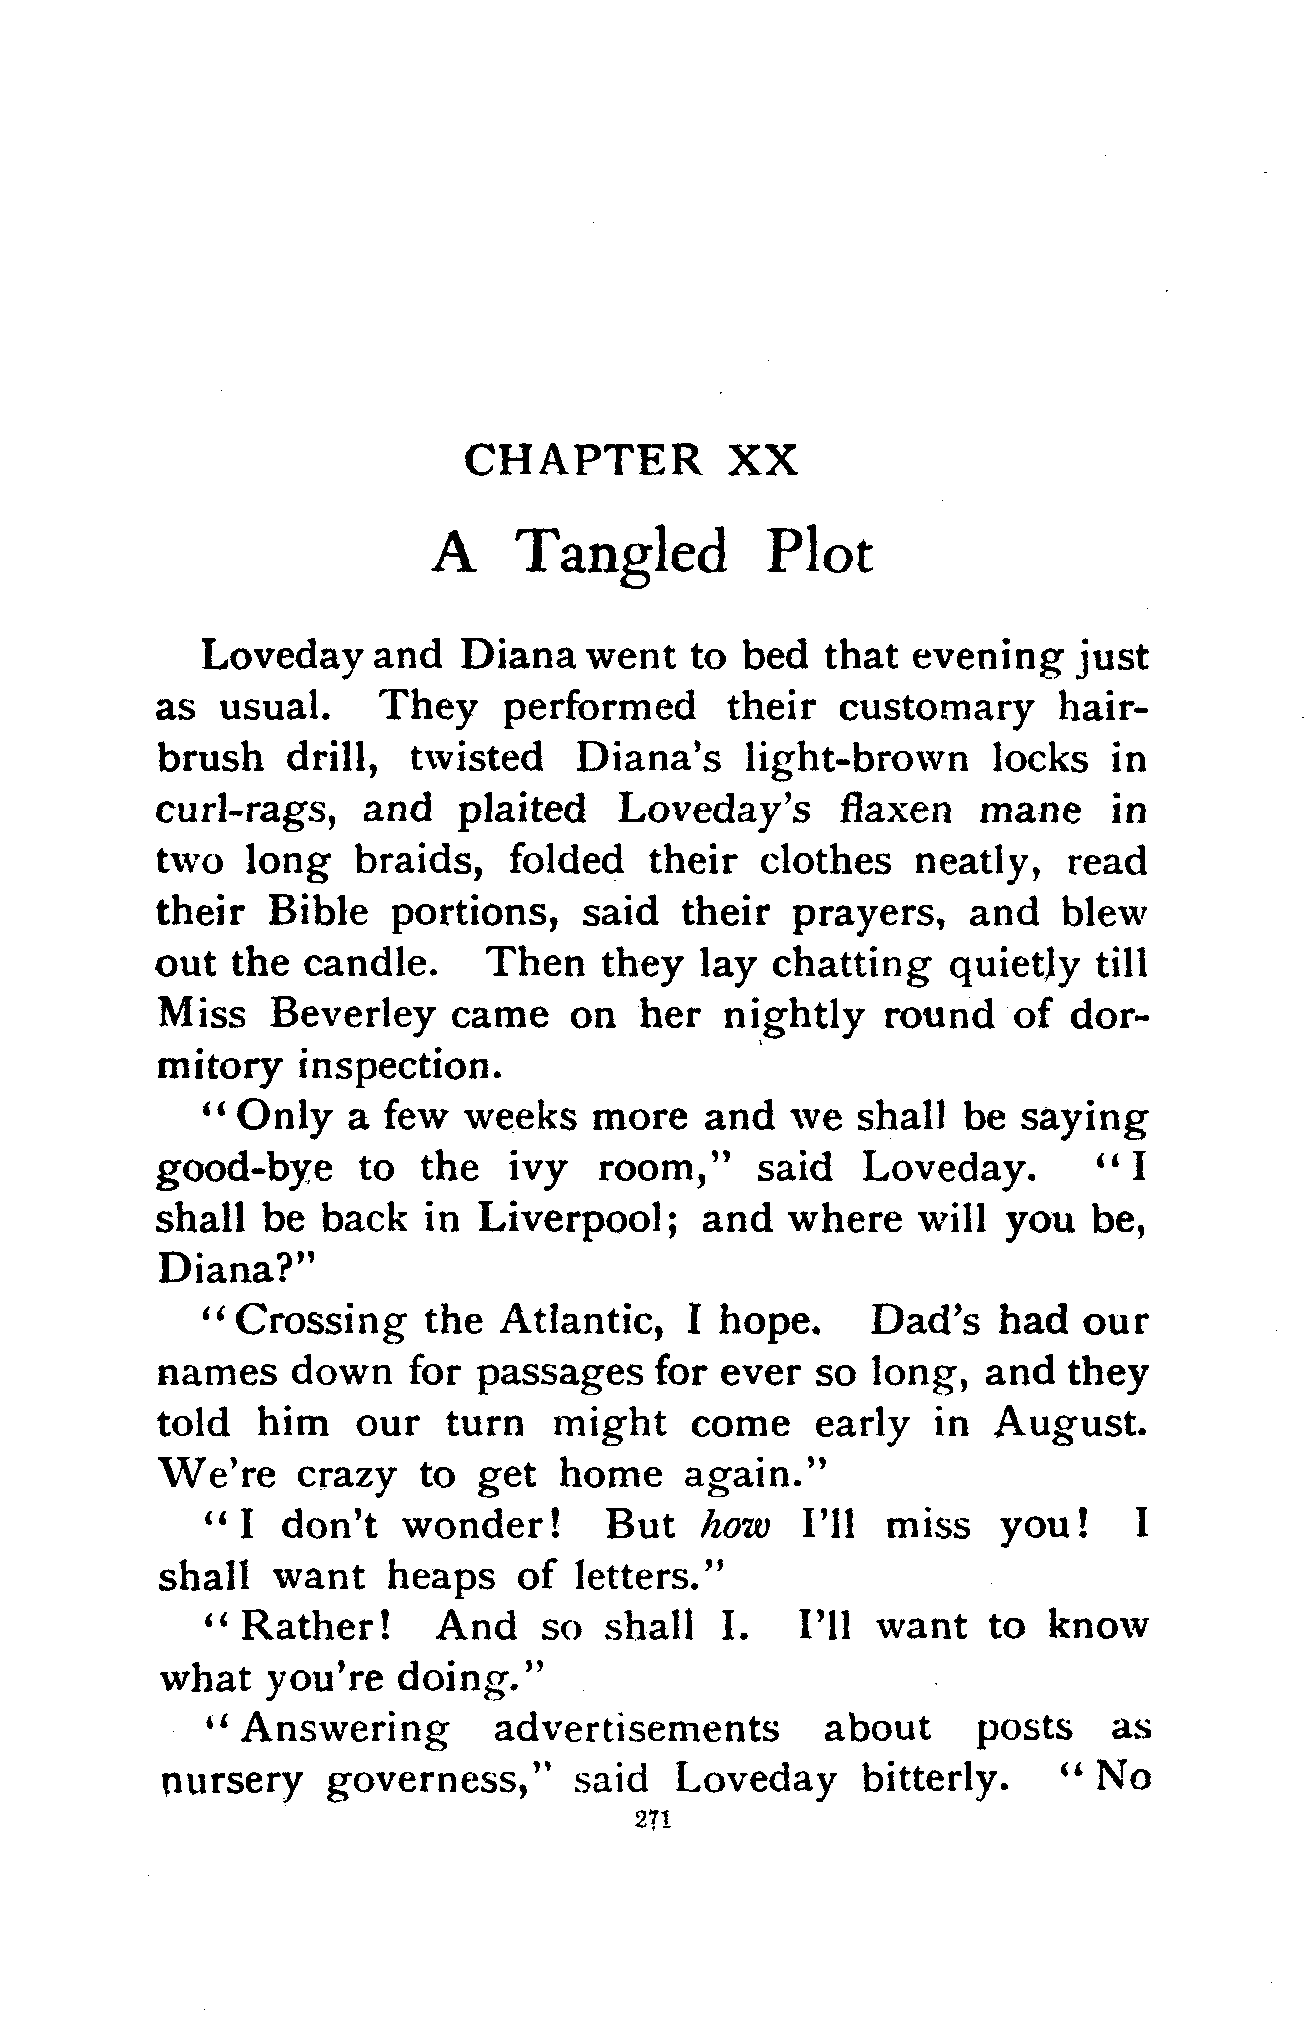 CHAPTER XX
A Tangled Plot
Loveday and Diana went to bed that evening just
as usual. They performed their customary hair-
brush drill, twisted Diana's light-brown locks in
curl-rags, and plaited Loveday's flaxen mane in
two long braids, folded their clothes neatly, read
their Bible portions, said their prayers, and blew
out the candle. Then they lay chatting quietly till
Miss Beverley came on her nightly round of dor-
mitory inspection.
"Only a few weeks more and we shall be saying
good-bye to the ivy room," said Loveday. "I
shall be back in Liverpool; and where will you be,
Diana?"
"Crossing the Atlantic, I hope. Dad's had our
names down for passages for ever so long, and they
told him our turn might come early in August.
We're crazy to get home again."
"I don't wonder! But how I'll miss you! I
shall want heaps of letters."
"Rather! And so shall I. I'll want to know
what you're doing."
"Answering advertisements about posts as
nursery governess," said Loveday bitterly. "No
271